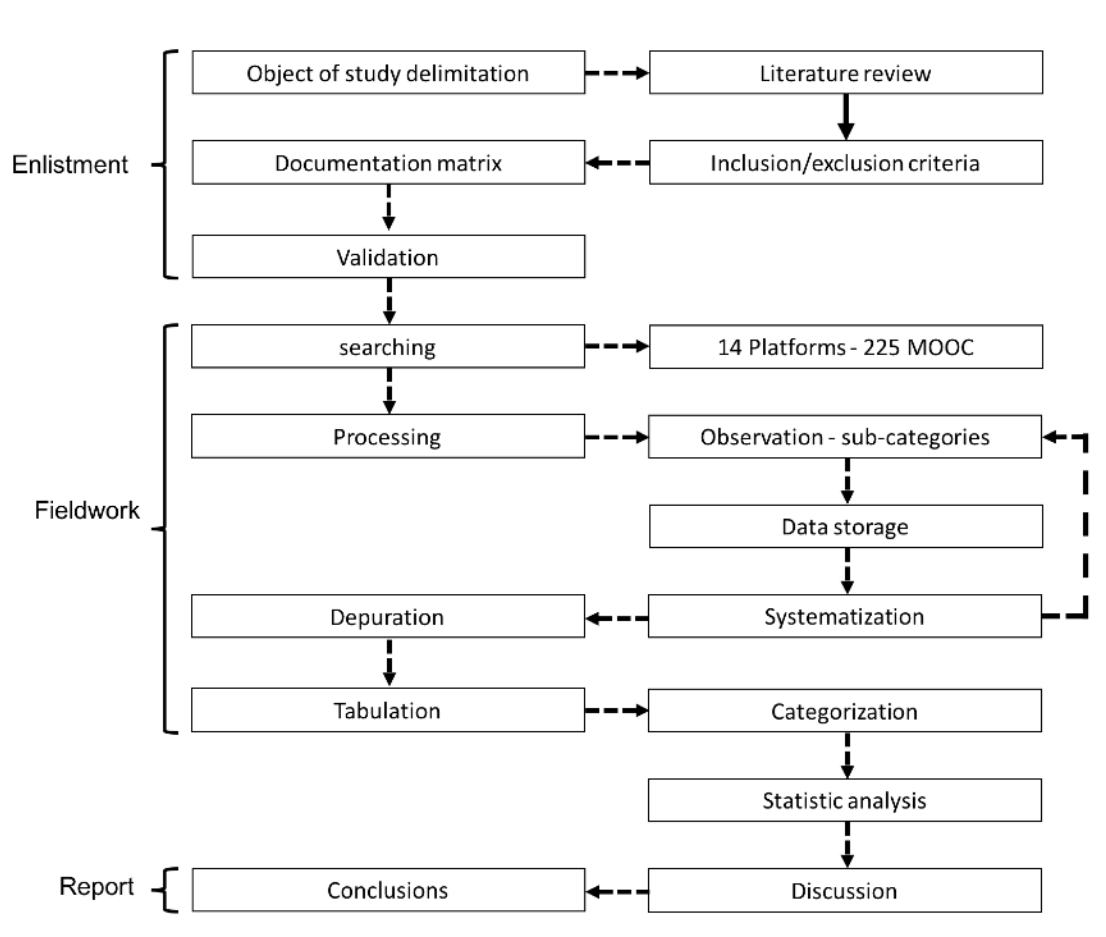 Object of study delimitation
Literature review
Enlistment
Documentation matrix
Inclusion/exclusion criteria
Validation
searching
14 Platforms - 225 MOOC
Processing
Observation - sub-categories
Fieldwork
Data storage
Depuration
Systematization
Tabulation
Categorization
Statistic analysis
Report
Conclusions
Discussion